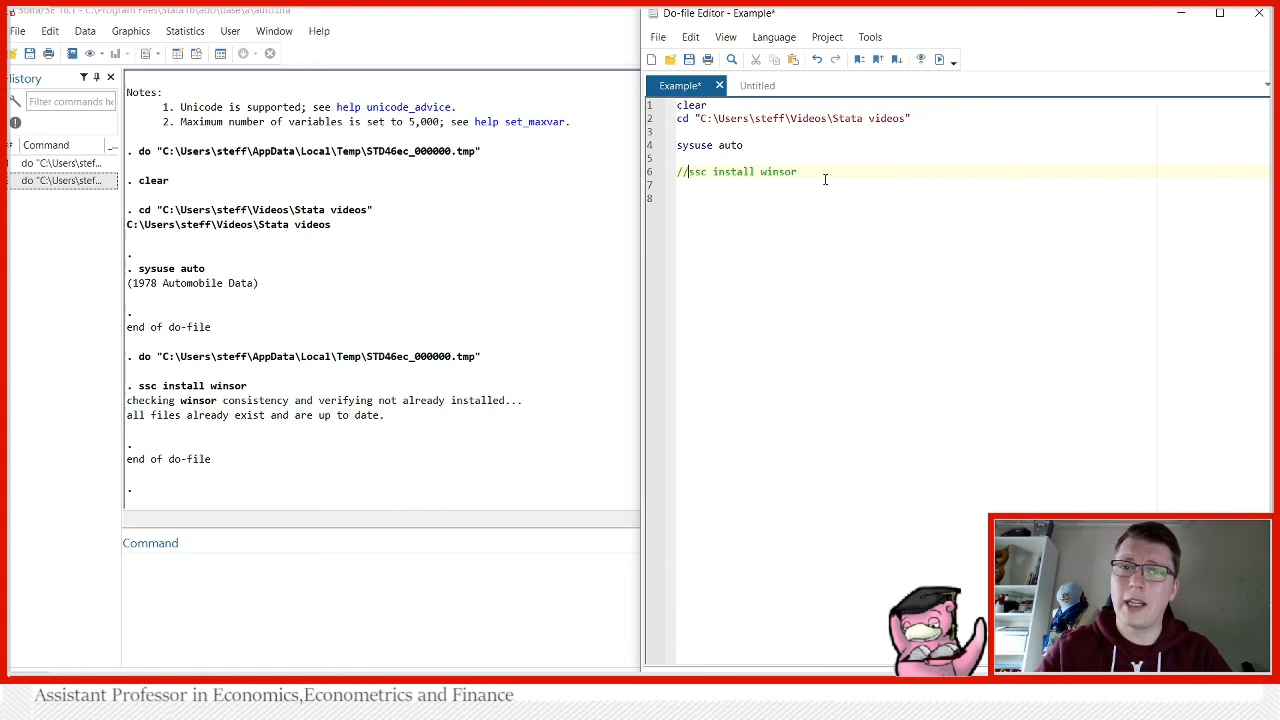 Stata/SE 16.1 - C:\Program Files\Stata16\ado\base\a\auto.dta
File Edit Data Graphics Statistics User Window Help
History
Filter commands he
# Command
do "C:\Users\stef...
do "C:\Users\stef...
Notes:
1. Unicode is supported; see help unicode_advice.
2. Maximum number of variables is set to 5,000; see help set_maxvar.
. do "C:\Users\steff\AppData\Local\Temp\STD46ec_000000.tmp"
. clear
. cd "C:\Users\steff\Videos\Stata videos"
C:\Users\steff\Videos\Stata videos
.
. sysuse auto
(1978 Automobile Data)
.
end of do-file
. do "C:\Users\steff\AppData\Local\Temp\STD46ec_000000.tmp"
. ssc install winsor
checking winsor consistency and verifying not already installed...
all files already exist and are up to date.
.
end of do-file
.
Command
Do-file Editor - Example*
File Edit View Language Project Tools
Example* Untitled
1 clear
2 cd "C:\Users\steff\Videos\Stata videos"
3
4 sysuse auto
5
6 //ssc install winsor
7
8
Assistant Professor in Economics,Econometrics and Finance